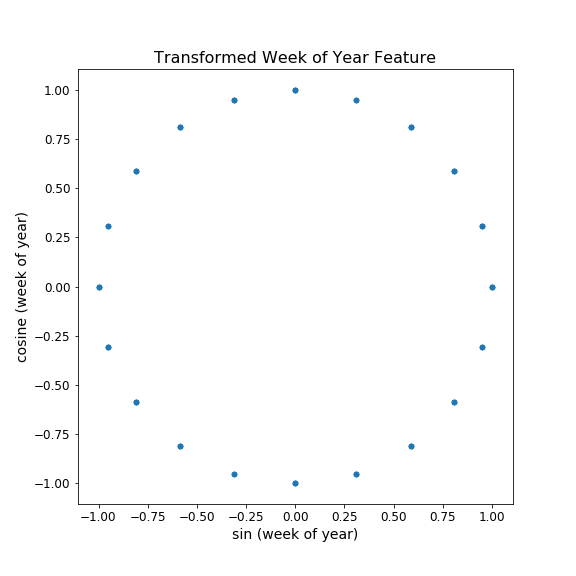 Transformed Week of Year Feature
1.00
0.75
0.50
0.25
0.00
−0.25
−0.50
−0.75
−1.00
cosine (week of year)
−1.00 −0.75 −0.50 −0.25 0.00 0.25 0.50 0.75 1.00
sin (week of year)